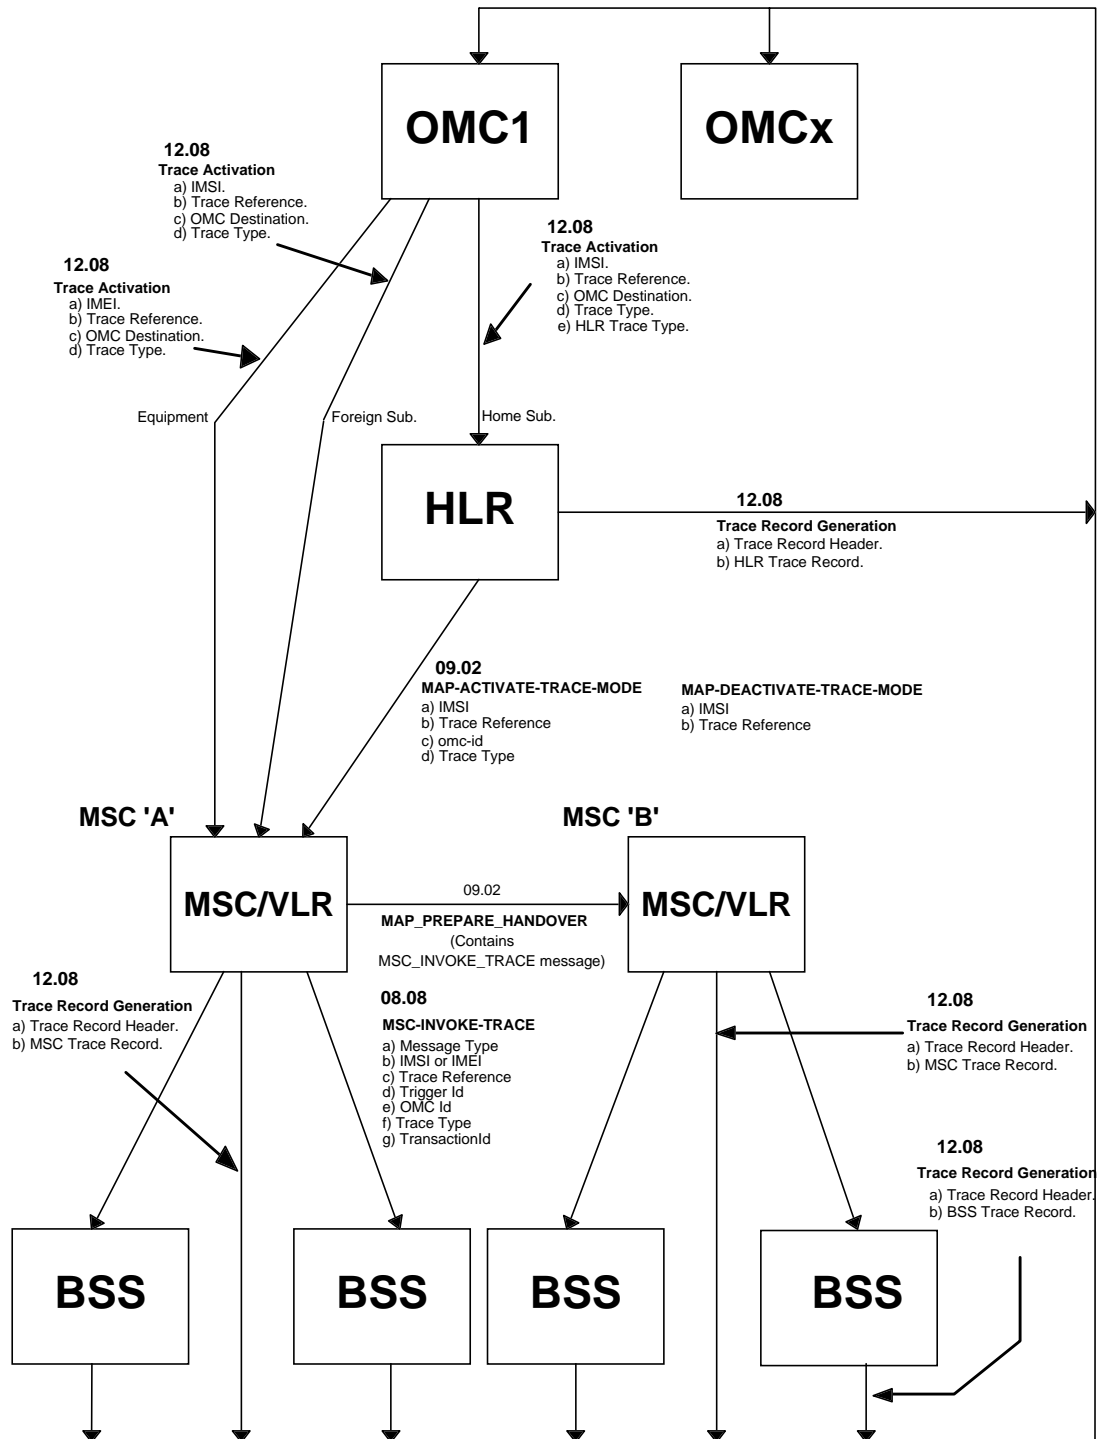 OMC1
OMCx
12.08
Trace Activation
a) IMSI.
b) Trace Reference.
c) OMC Destination.
d) Trace Type.
12.08
Trace Activation
a) IMSI.
b) Trace Reference.
c) OMC Destination.
d) Trace Type.
e) HLR Trace Type.
12.08
Trace Activation
a) IMEI.
b) Trace Reference.
c) OMC Destination.
d) Trace Type.
Equipment
Foreign Sub.
Home Sub.
HLR
12.08
Trace Record Generation
a) Trace Record Header.
b) HLR Trace Record.
09.02
MAP-ACTIVATE-TRACE-MODE
a) IMSI
b) Trace Reference
c) omc-id
d) Trace Type
MAP-DEACTIVATE-TRACE-MODE
a) IMSI
b) Trace Reference
MSC 'A'
MSC 'B'
MSC/VLR
09.02
MAP_PREPARE_HANDOVER
(Contains
MSC_INVOKE_TRACE message)
MSC/VLR
12.08
Trace Record Generation
a) Trace Record Header.
b) MSC Trace Record.
08.08
MSC-INVOKE-TRACE
a) Message Type
b) IMSI or IMEI
c) Trace Reference
d) Trigger Id
e) OMC Id
f) Trace Type
g) TransactionId
12.08
Trace Record Generation
a) Trace Record Header.
b) MSC Trace Record.
12.08
Trace Record Generation
a) Trace Record Header.
b) BSS Trace Record.
BSS
BSS
BSS
BSS